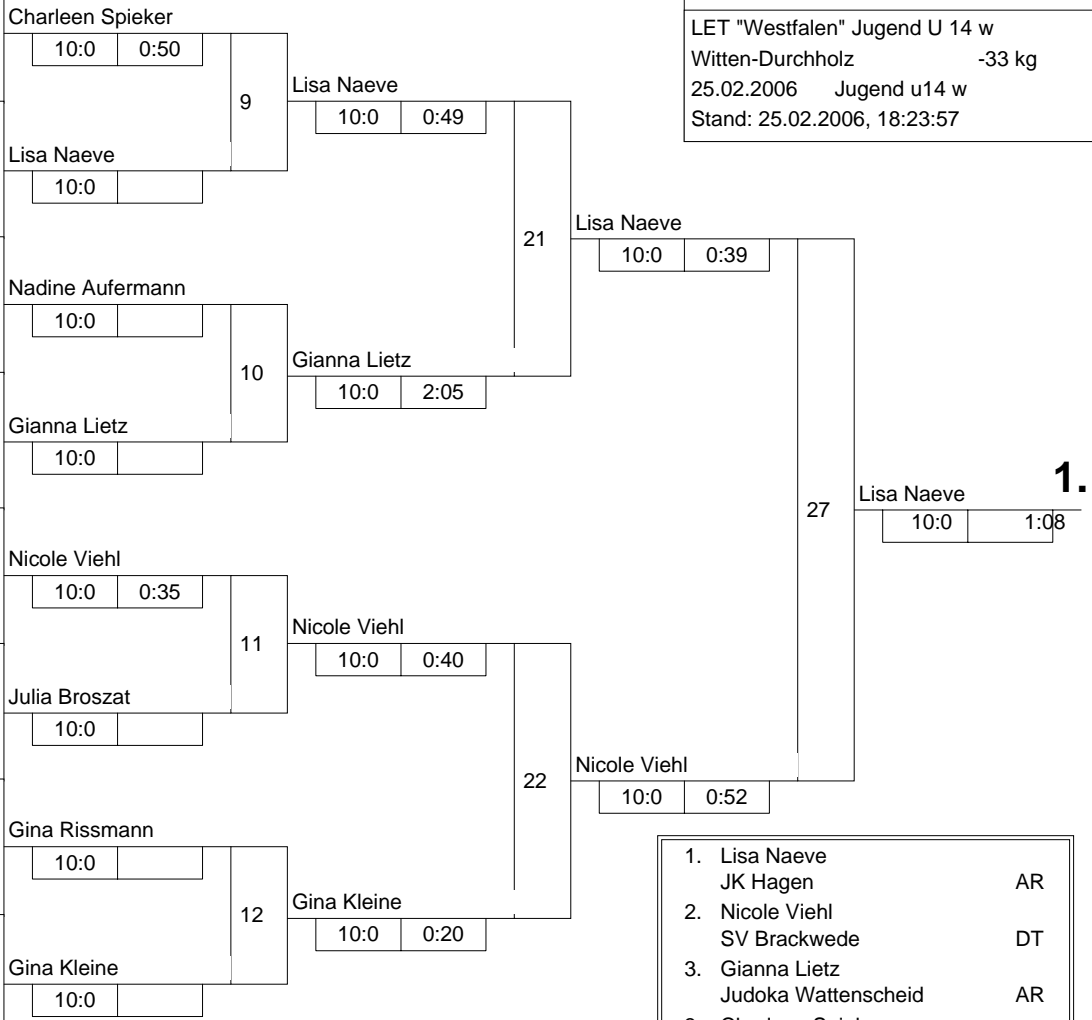 Charleen Spieker
10:0 0:50
9
Lisa Naeve
10:0 0:49
Lisa Naeve
10:0
21
Lisa Naeve
10:0 0:39
Nadine Aufermann
10:0
10
Gianna Lietz
10:0 2:05
Gianna Lietz
10:0
27
Lisa Naeve 1.
10:0 1:08
Nicole Viehl
10:0 0:35
11
Nicole Viehl
10:0 0:40
Julia Broszat
10:0
22
Nicole Viehl
10:0 0:52
Gina Rissmann
10:0
12
Gina Kleine
10:0 0:20
Gina Kleine
10:0
LET "Westfalen" Jugend U 14 w
Witten-Durchholz -33 kg
25.02.2006 Jugend u14 w
Stand: 25.02.2006, 18:23:57
1. Lisa Naeve
JK Hagen AR
2. Nicole Viehl
SV Brackwede DT
3. Gianna Lietz
Judoka Wattenscheid AR